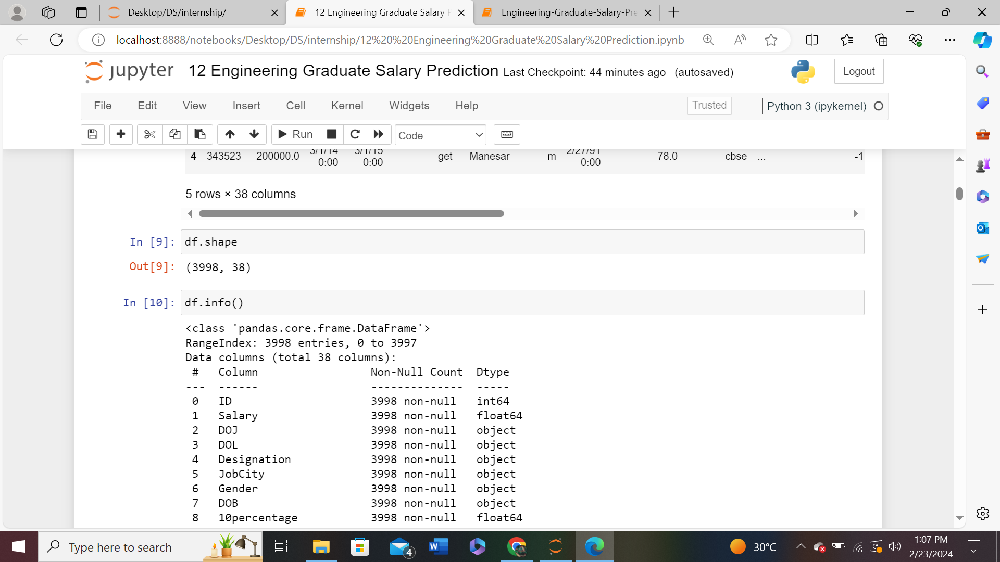 Desktop/DS/internship/
12 Engineering Graduate Salary
Engineering-Graduate-Salary-Pre
localhost:8888/notebooks/Desktop/DS/internship/12%20%20Engineering%20Graduate%20Salary%20Prediction.ipynb
jupyter 12 Engineering Graduate Salary Prediction Last Checkpoint: 44 minutes ago (autosaved)
Logout
File Edit View Insert Cell Kernel Widgets Help Trusted Python 3 (ipykernel)
Run Code
4 343523 200000.0 3/1/14 0:00 3/1/15 0:00 get Manesar m 2/27/91 0:00 78.0 cbse ... -1
5 rows × 38 columns
In [9]: df.shape
Out[9]: (3998, 38)
In [10]: df.info()
<class 'pandas.core.frame.DataFrame'>
RangeIndex: 3998 entries, 0 to 3997
Data columns (total 38 columns):
# Column Non-Null Count Dtype
--- ------ -------------- -----
0 ID 3998 non-null int64
1 Salary 3998 non-null float64
2 DOJ 3998 non-null object
3 DOL 3998 non-null object
4 Designation 3998 non-null object
5 JobCity 3998 non-null object
6 Gender 3998 non-null object
7 DOB 3998 non-null object
8 10percentage 3998 non-null float64
Type here to search
4
30°C
1:07 PM
2/23/2024